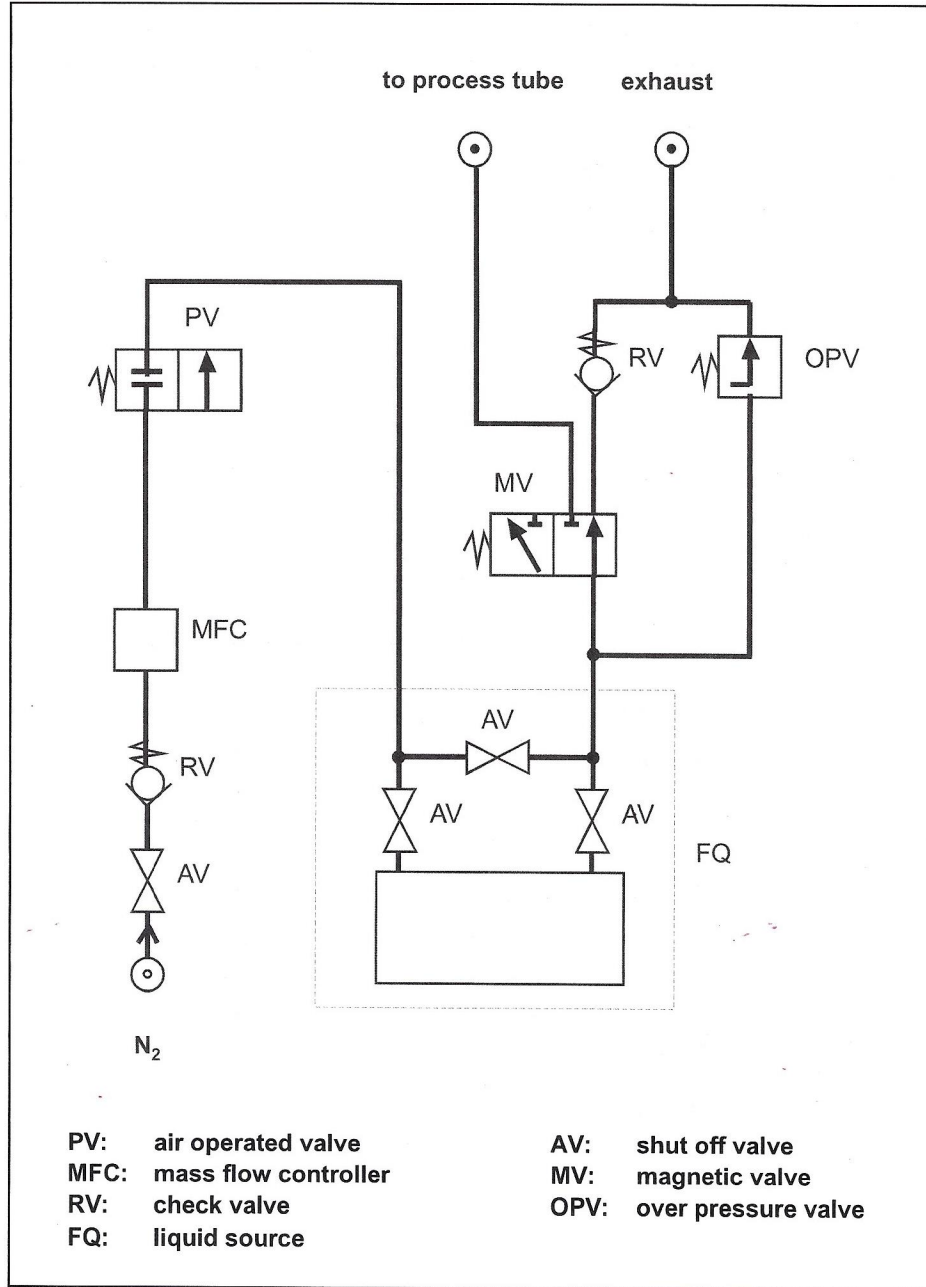 to process tube
exhaust
PV
RV
OPV
MV
MFC
AV
RV
AV
AV
FQ
AV
N₂
PV: air operated valve
MFC: mass flow controller
RV: check valve
FQ: liquid source
AV: shut off valve
MV: magnetic valve
OPV: over pressure valve